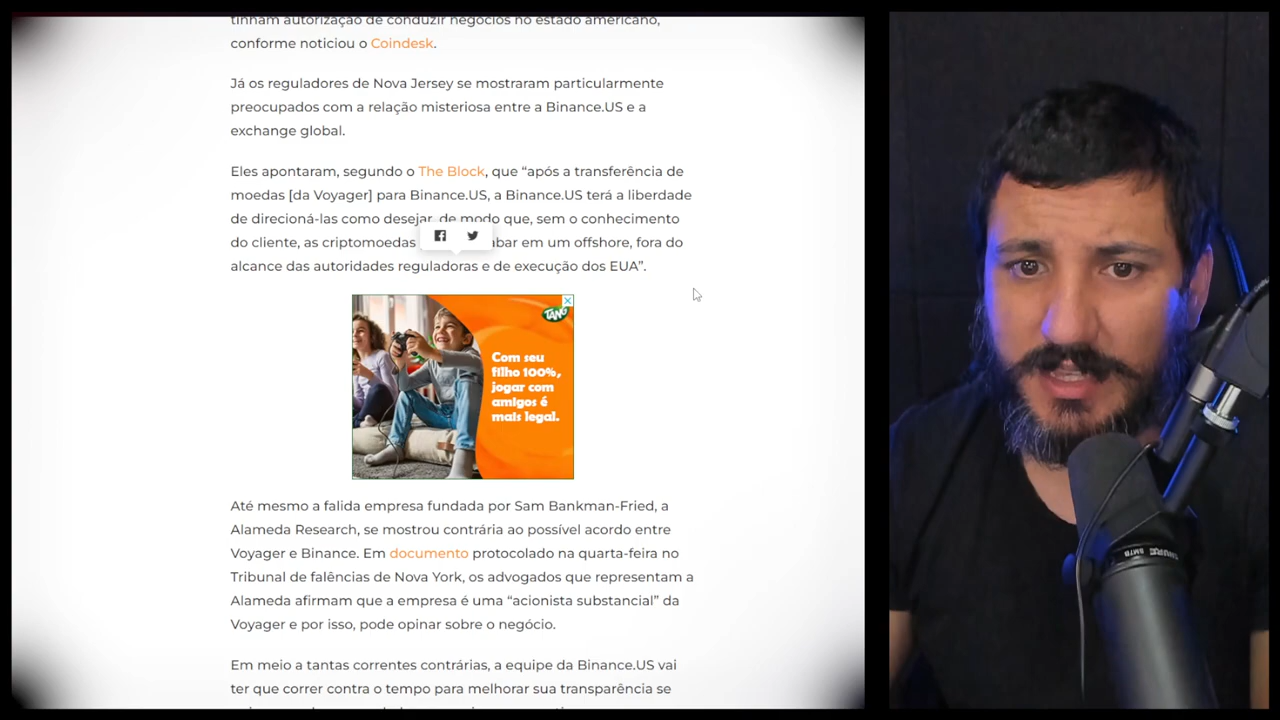 tinham autorização de conduzir negócios no estado americano,
conforme noticiou o Coindesk.
Já os reguladores de Nova Jersey se mostraram particularmente
preocupados com a relação misteriosa entre a Binance.US e a
exchange global.
Eles apontaram, segundo o The Block, que “após a transferência de
moedas [da Voyager] para Binance.US, a Binance.US terá a liberdade
de direcioná-las como desejar, de modo que, sem o conhecimento
do cliente, as criptomoedas em um offshore, fora do
alcance das autoridades reguladoras e de execução dos EUA”.
TANG
Com seu
filho 100%,
jogar com
amigos é
mais legal.
Até mesmo a falida empresa fundada por Sam Bankman-Fried, a
Alameda Research, se mostrou contrária ao possível acordo entre
Voyager e Binance. Em documento protocolado na quarta-feira no
Tribunal de falências de Nova York, os advogados que representam a
Alameda afirmam que a empresa é uma “acionista substancial” da
Voyager e por isso, pode opinar sobre o negócio.
Em meio a tantas correntes contrárias, a equipe da Binance.US vai
ter que correr contra o tempo para melhorar sua transparência se
SHURE
SM7B